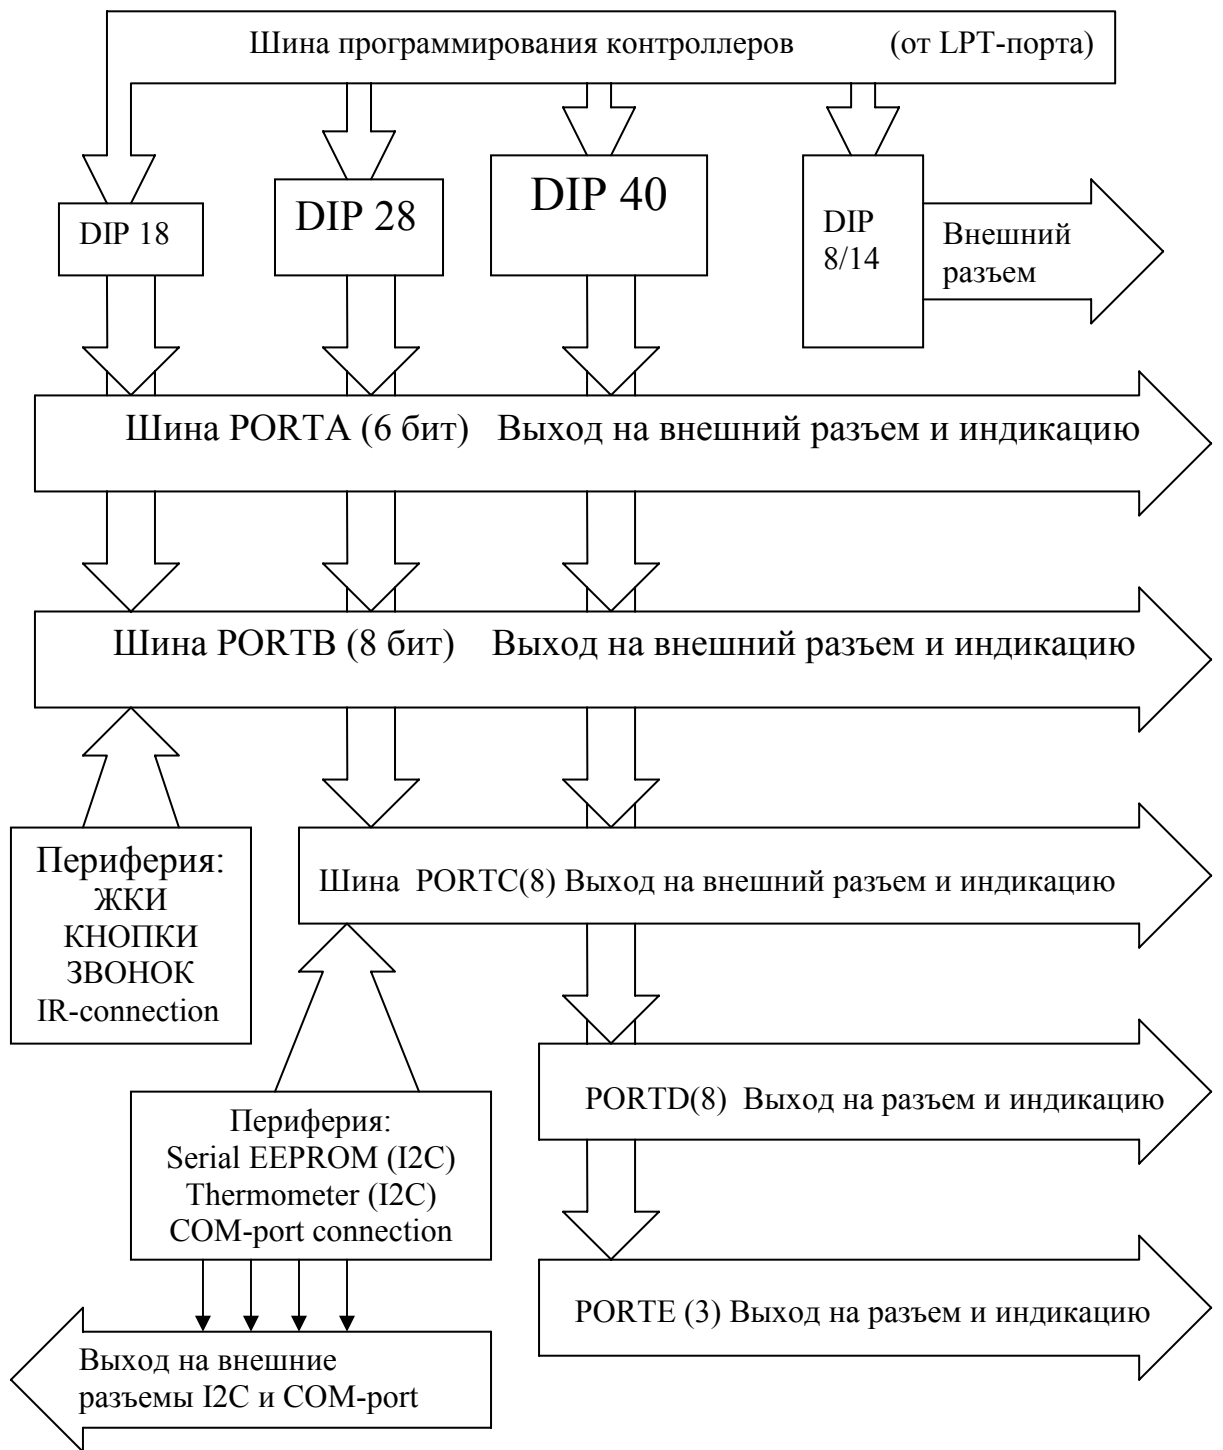 Шина программирования контроллеров (от LPT-порта)
DIP 18
DIP 28
DIP 40
DIP
8/14
Внешний
разъем
Шина PORTA (6 бит) Выход на внешний разъем и индикацию
Шина PORTB (8 бит) Выход на внешний разъем и индикацию
Периферия:
ЖКИ
КНОПКИ
ЗВОНОК
IR-connection
Шина PORTC(8) Выход на внешний разъем и индикацию
Периферия:
Serial EEPROM (I2C)
Thermometer (I2C)
COM-port connection
PORTD(8) Выход на разъем и индикацию
PORTE (3) Выход на разъем и индикацию
Выход на внешние
разъемы I2C и COM-port